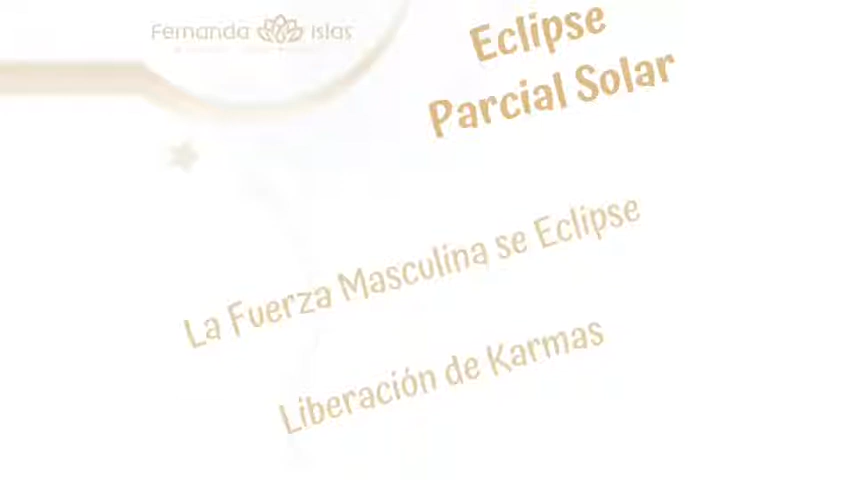 Fernanda Islas
Eclipse
Parcial Solar
La Fuerza Masculina se Eclipse
Liberación de Karmas